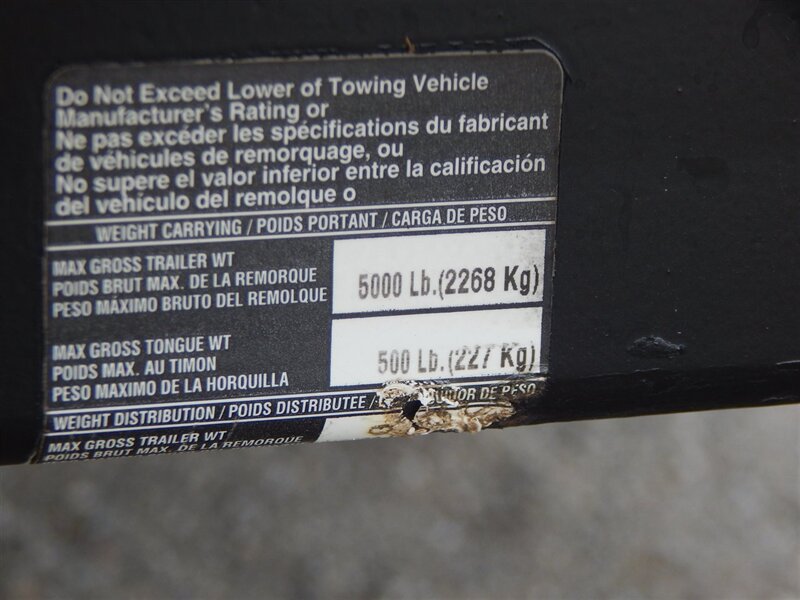 Do Not Exceed Lower of Towing Vehicle
Manufacturer's Rating or
Ne pas excéder les spécifications du fabricant
de véhicules de remorquage, ou
No supere el valor inferior entre la calificación
del vehículo del remolque o
WEIGHT CARRYING / POIDS PORTANT / CARGA DE PESO
MAX GROSS TRAILER WT
POIDS BRUT MAX. DE LA REMORQUE
PESO MÁXIMO BRUTO DEL REMOLQUE
5000 Lb.(2268 Kg)
MAX GROSS TONGUE WT
POIDS MAX. AU TIMON
PESO MAXIMO DE LA HORQUILLA
500 Lb.(227 Kg)
WEIGHT DISTRIBUTION / POIDS DISTRIBUTEE / DE PESO
MAX GROSS TRAILER WT
POIDS BRUT MAX. DE LA REMORQUE